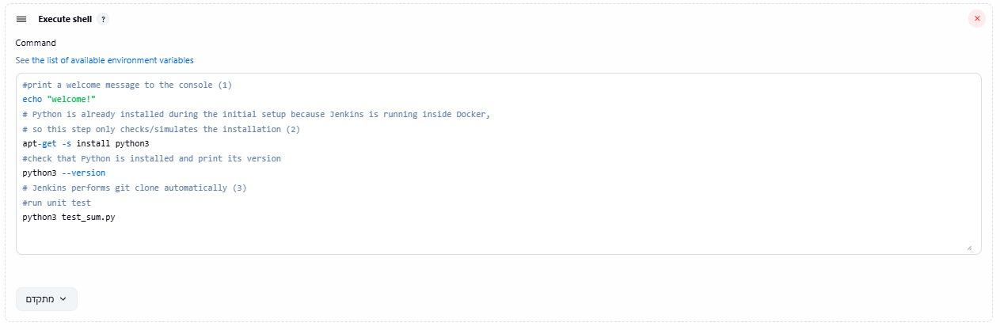 Execute shell ?
Command
See the list of available environment variables
#print a welcome message to the console (1)
echo "welcome!"
# Python is already installed during the initial setup because Jenkins is running inside Docker,
# so this step only checks/simulates the installation (2)
apt-get -s install python3
#check that Python is installed and print its version
python3 --version
# Jenkins performs git clone automatically (3)
#run unit test
python3 test_sum.py
מתקדם